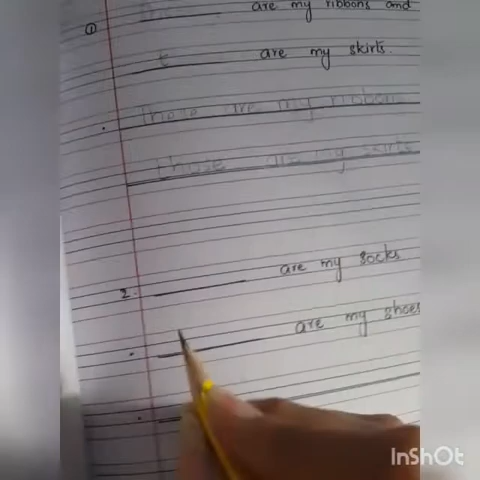 ① are my ribbons and
are my skirts.
These are my ribbons
those are my skirts
2. are my socks
are my shoes
InShOt